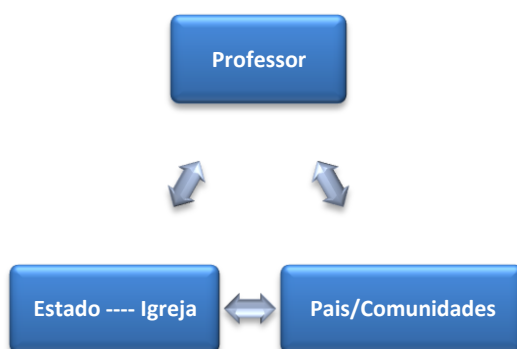 Professor
Estado ---- Igreja
Pais/Comunidades